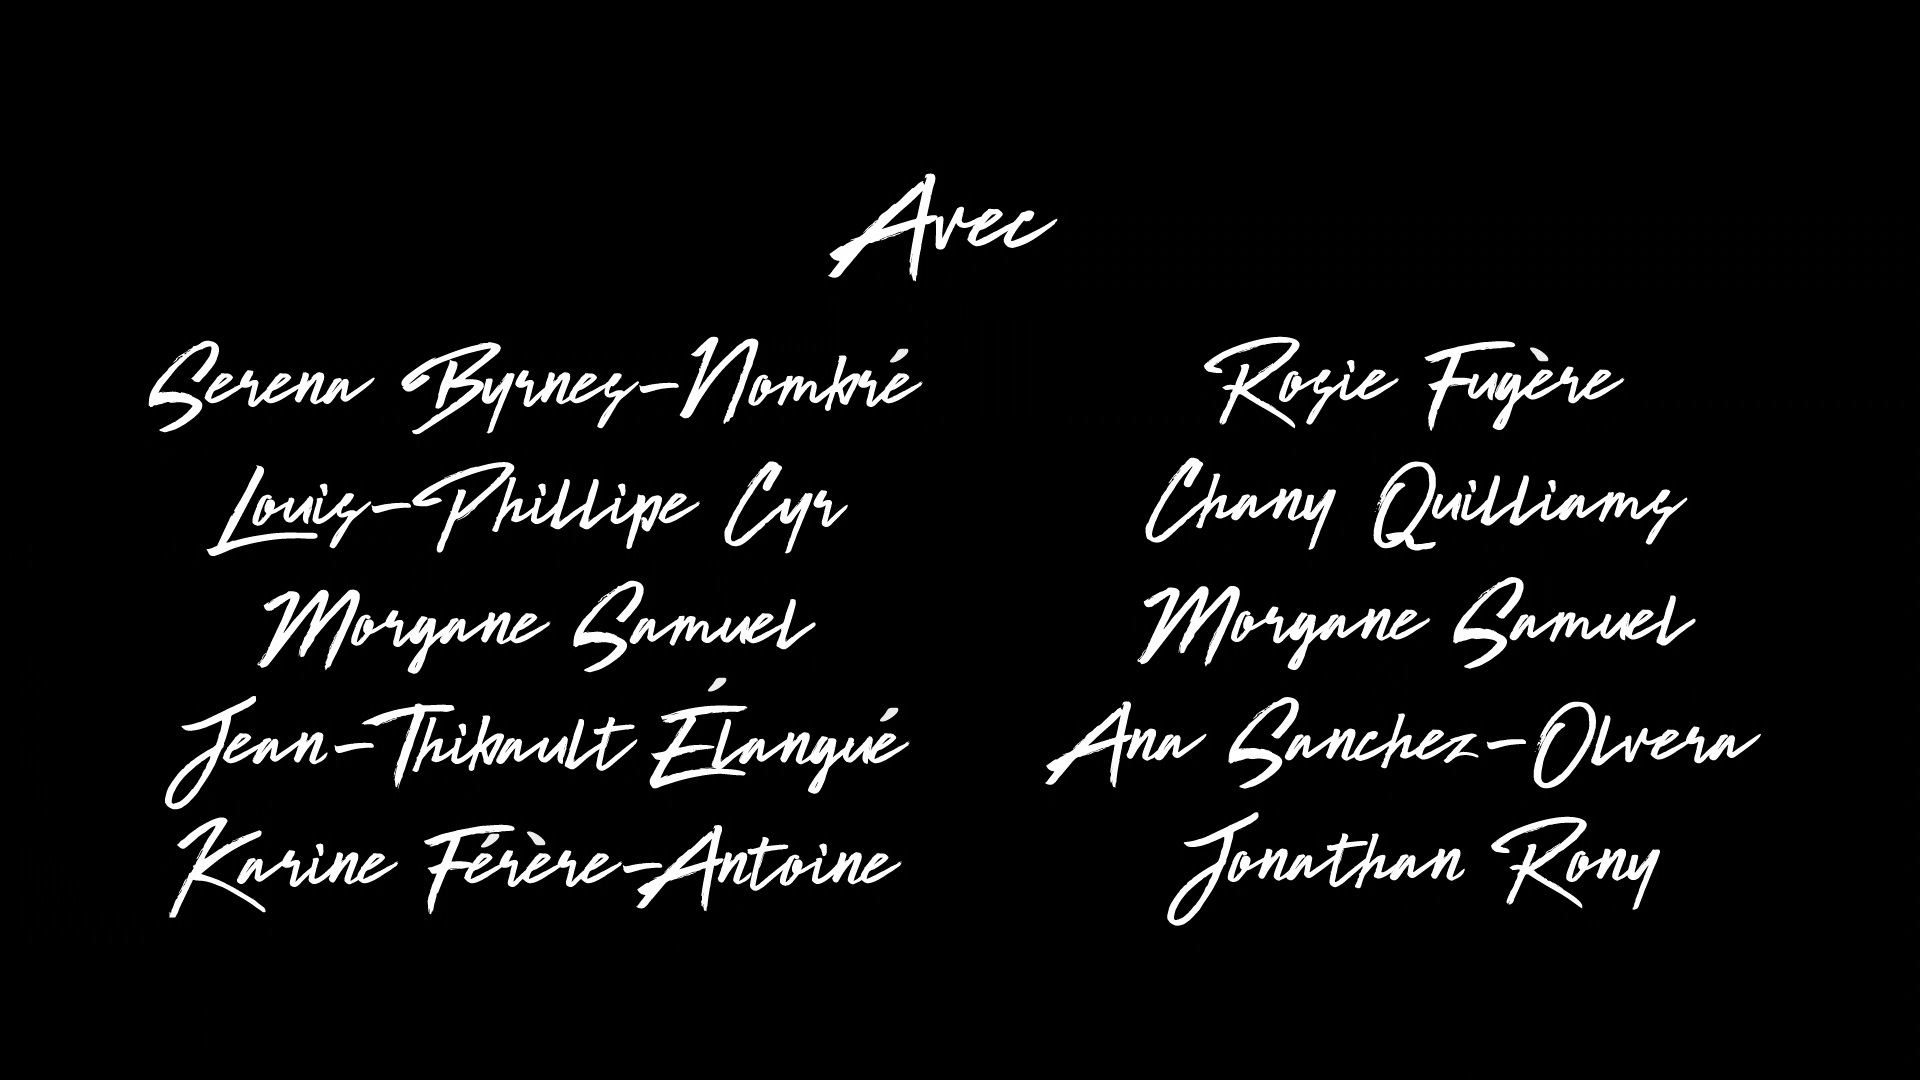 Avec
Serena Byrnes-Nombré
Louis-Phillipe Cyr
Morgane Samuel
Jean-Thibault Élangué
Karine Férère-Antoine
Rosie Fugère
Chany Quilliams
Morgane Samuel
Ana Sanchez-Olvera
Jonathan Rony